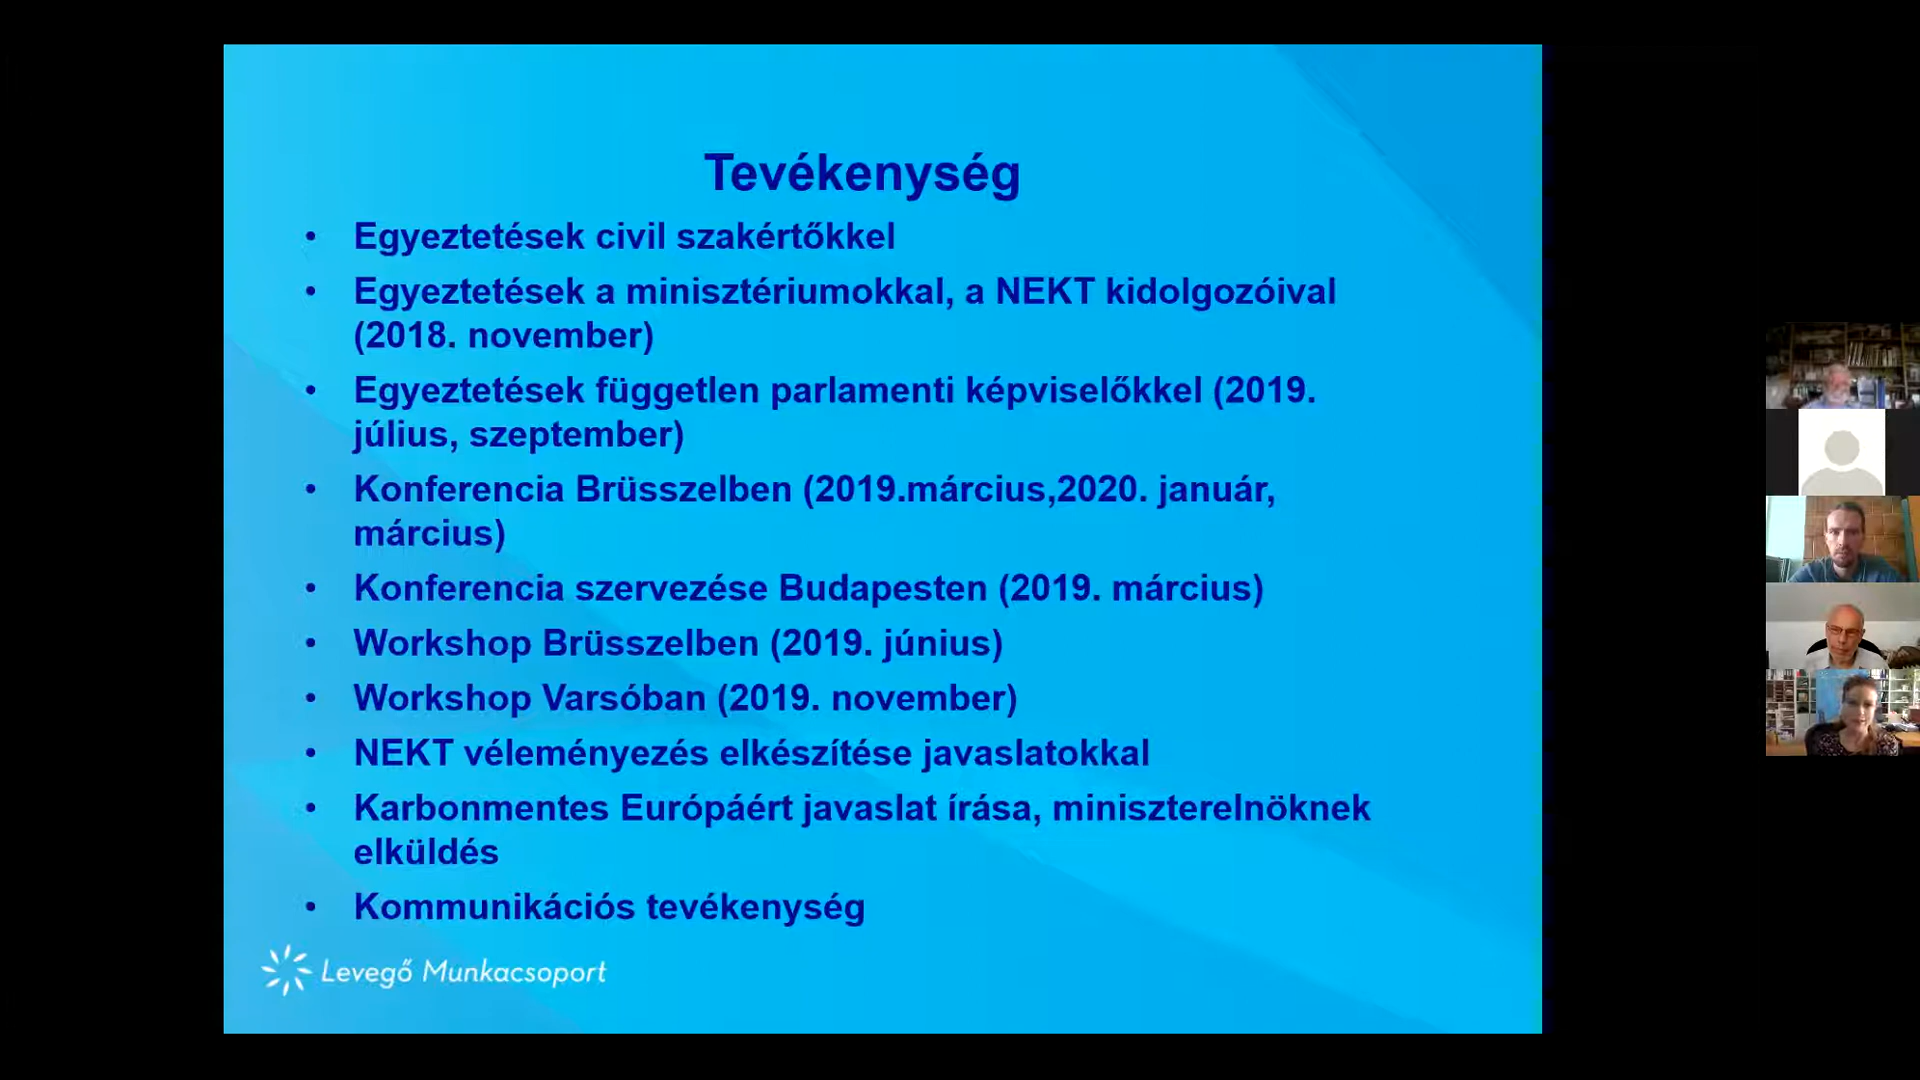 Tevékenység
• Egyeztetések civil szakértőkkel
• Egyeztetések a minisztériumokkal, a NEKT kidolgozóival
(2018. november)
• Egyeztetések független parlamenti képviselőkkel (2019.
július, szeptember)
• Konferencia Brüsszelben (2019.március,2020. január,
március)
• Konferencia szervezése Budapesten (2019. március)
• Workshop Brüsszelben (2019. június)
• Workshop Varsóban (2019. november)
• NEKT véleményezés elkészítése javaslatokkal
• Karbonmentes Európáért javaslat írása, miniszterelnöknek
elküldés
• Kommunikációs tevékenység
Levegő Munkacsoport